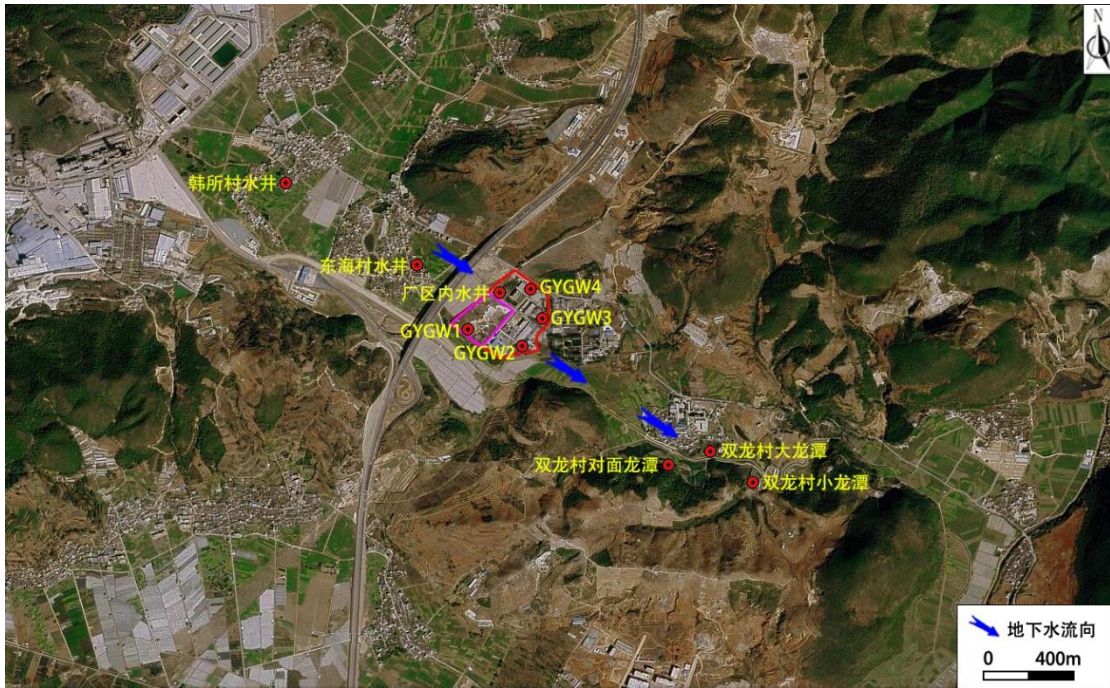 N
韩所村水井
东海村水井
厂区内水井
GYGW4
GYGW3
GYGW1
GYGW2
双龙村大龙潭
双龙村对面龙潭
双龙村小龙潭
地下水流向
0 400m